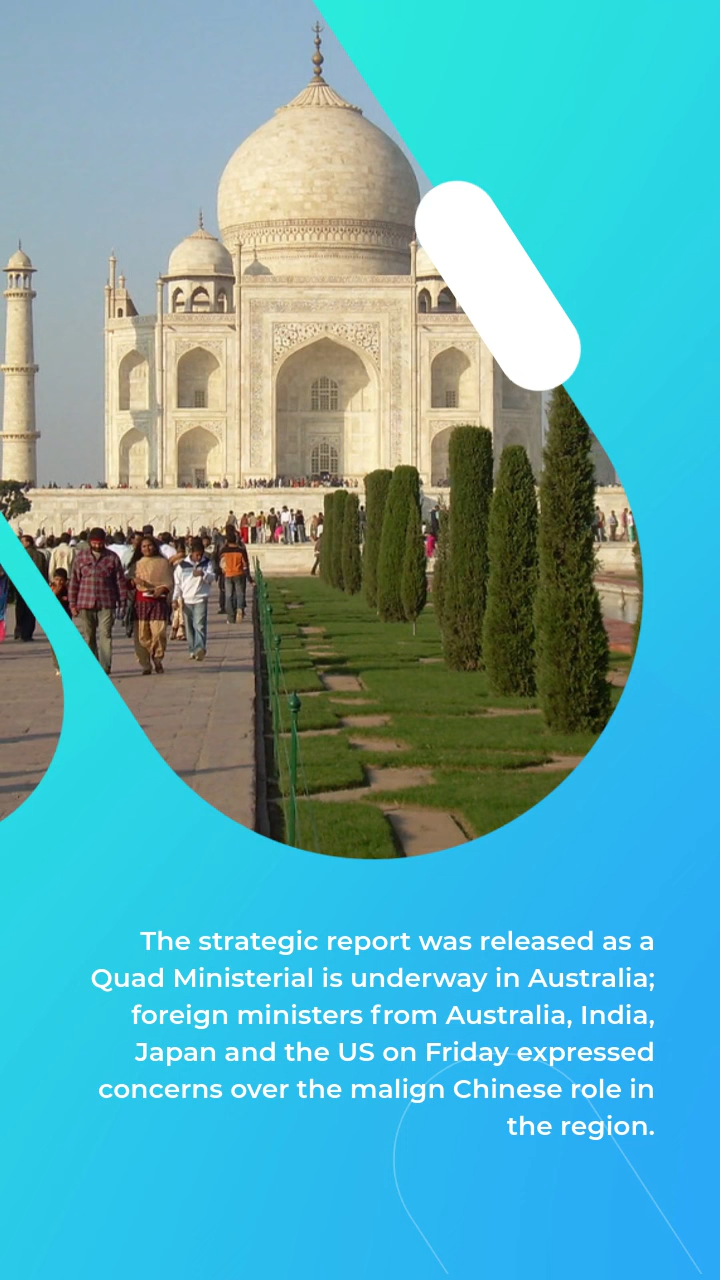 The strategic report was released as a
Quad Ministerial is underway in Australia;
foreign ministers from Australia, India,
Japan and the US on Friday expressed
concerns over the malign Chinese role in
the region.